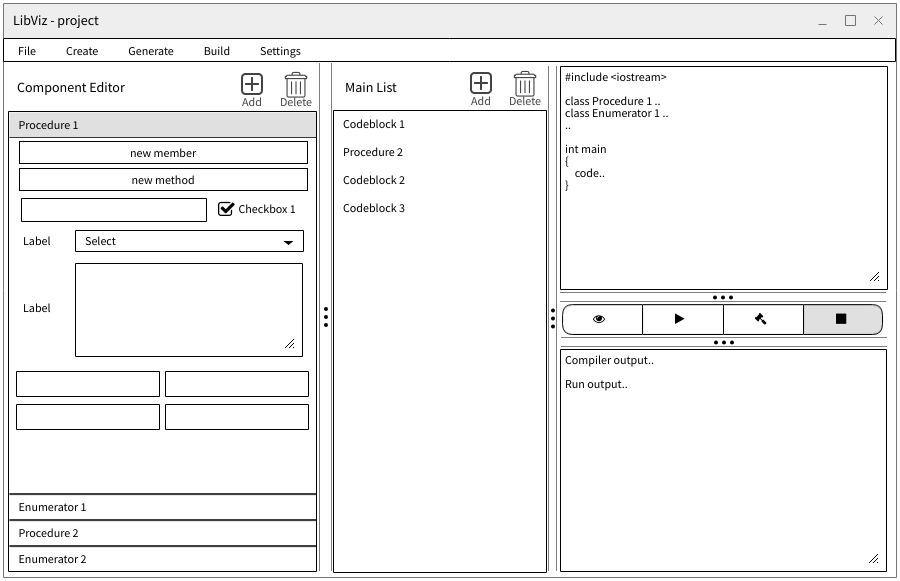 LibViz - project
File Create Generate Build Settings
Component Editor
Add Delete
Procedure 1
new member
new method
Checkbox 1
Label Select
Label
Enumerator 1
Procedure 2
Enumerator 2
Main List
Add Delete
Codeblock 1
Procedure 2
Codeblock 2
Codeblock 3
#include <iostream>
class Procedure 1 ..
class Enumerator 1 ..
..
int main
{
code..
}
Compiler output..
Run output..